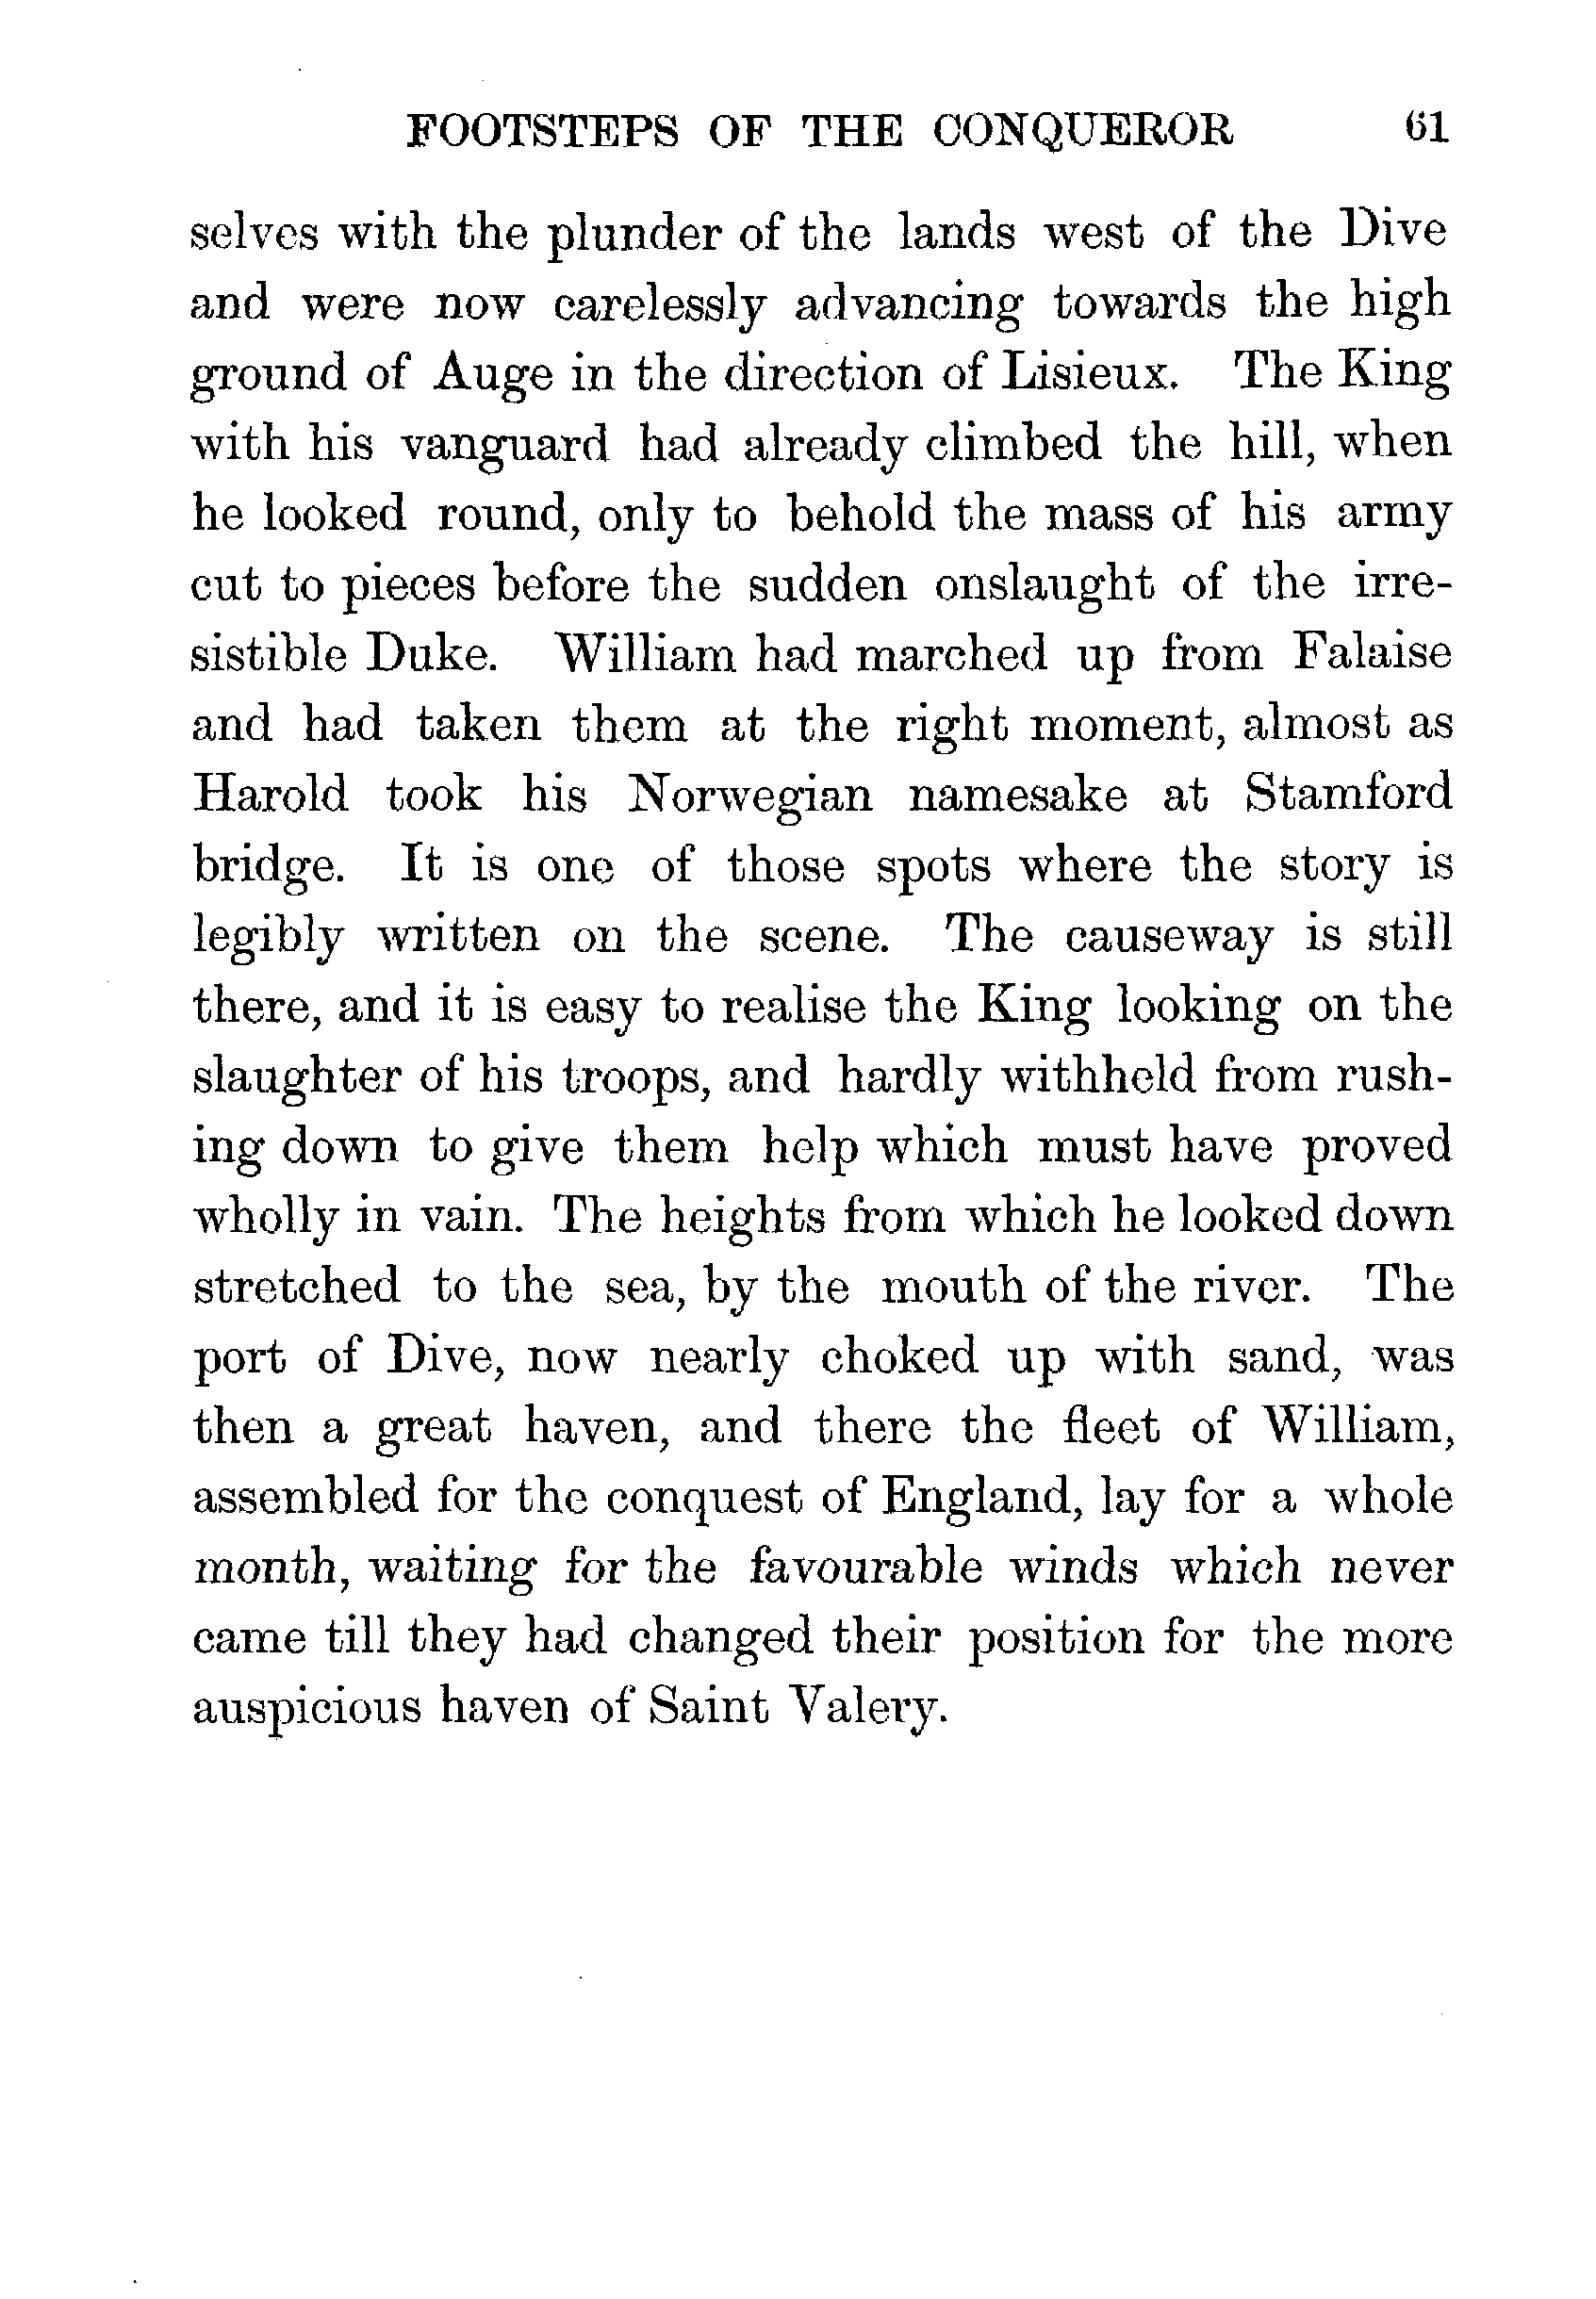 FOOTSTEPS OF THE CONQUEROR 61
selves with the plunder of the lands west of the Dive
and were now carelessly advancing towards the high
ground of Auge in the direction of Lisieux. The King
with his vanguard had already climbed the hill, when
he looked round, only to behold the mass of his army
cut to pieces before the sudden onslaught of the irre-
sistible Duke. William had marched up from Falaise
and had taken them at the right moment, almost as
Harold took his Norwegian namesake at Stamford
bridge. It is one of those spots where the story is
legibly written on the scene. The causeway is still
there, and it is easy to realise the King looking on the
slaughter of his troops, and hardly withheld from rush-
ing down to give them help which must have proved
wholly in vain. The heights from which he looked down
stretched to the sea, by the mouth of the river. The
port of Dive, now nearly choked up with sand, was
then a great haven, and there the fleet of William,
assembled for the conquest of England, lay for a whole
month, waiting for the favourable winds which never
came till they had changed their position for the more
auspicious haven of Saint Valery.